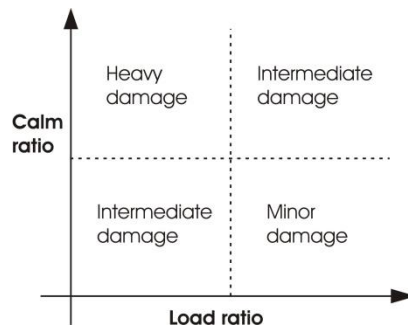 Heavy
damage
Intermediate
damage
Calm
ratio
Intermediate
damage
Minor
damage
Load ratio